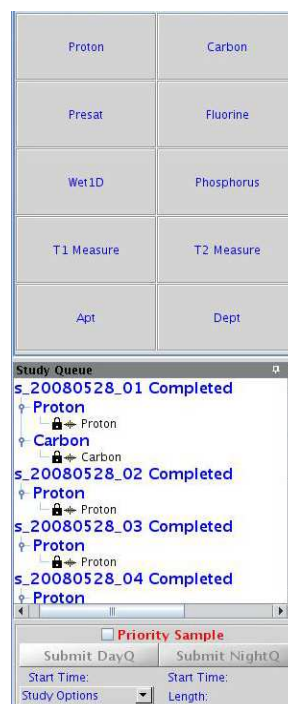 Proton Carbon
Presat Fluorine
Wet1D Phosphorus
T1 Measure T2 Measure
Apt Dept
Study Queue
s_20080528_01 Completed
Proton
Proton
Carbon
Carbon
s_20080528_02 Completed
Proton
Proton
s_20080528_03 Completed
Proton
Proton
s_20080528_04 Completed
Proton
Priority Sample
Submit DayQ Submit NightQ
Start Time: Start Time:
Study Options Length: